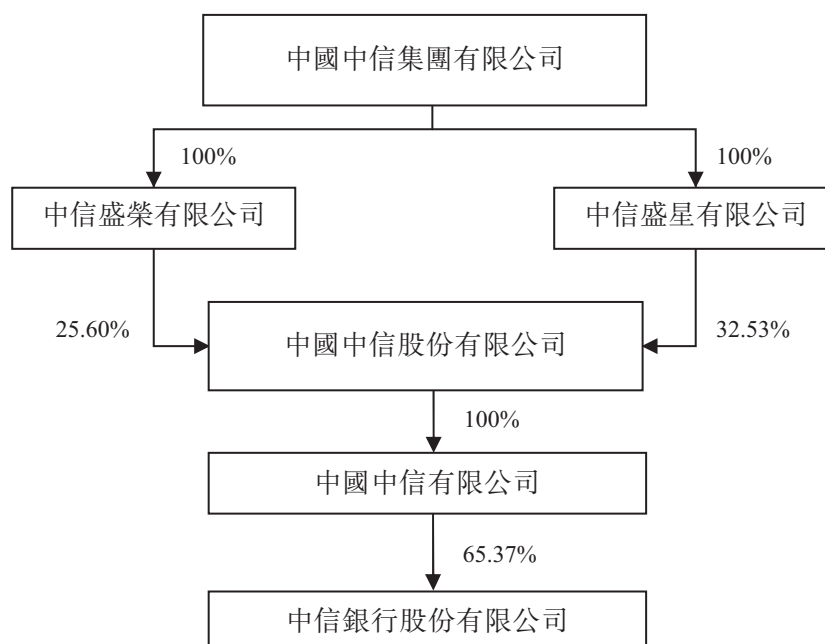 中國中信集團有限公司
100%
100%
中信盛榮有限公司
中信盛星有限公司
25.60%
中國中信股份有限公司
32.53%
100%
中國中信有限公司
65.37%
中信銀行股份有限公司